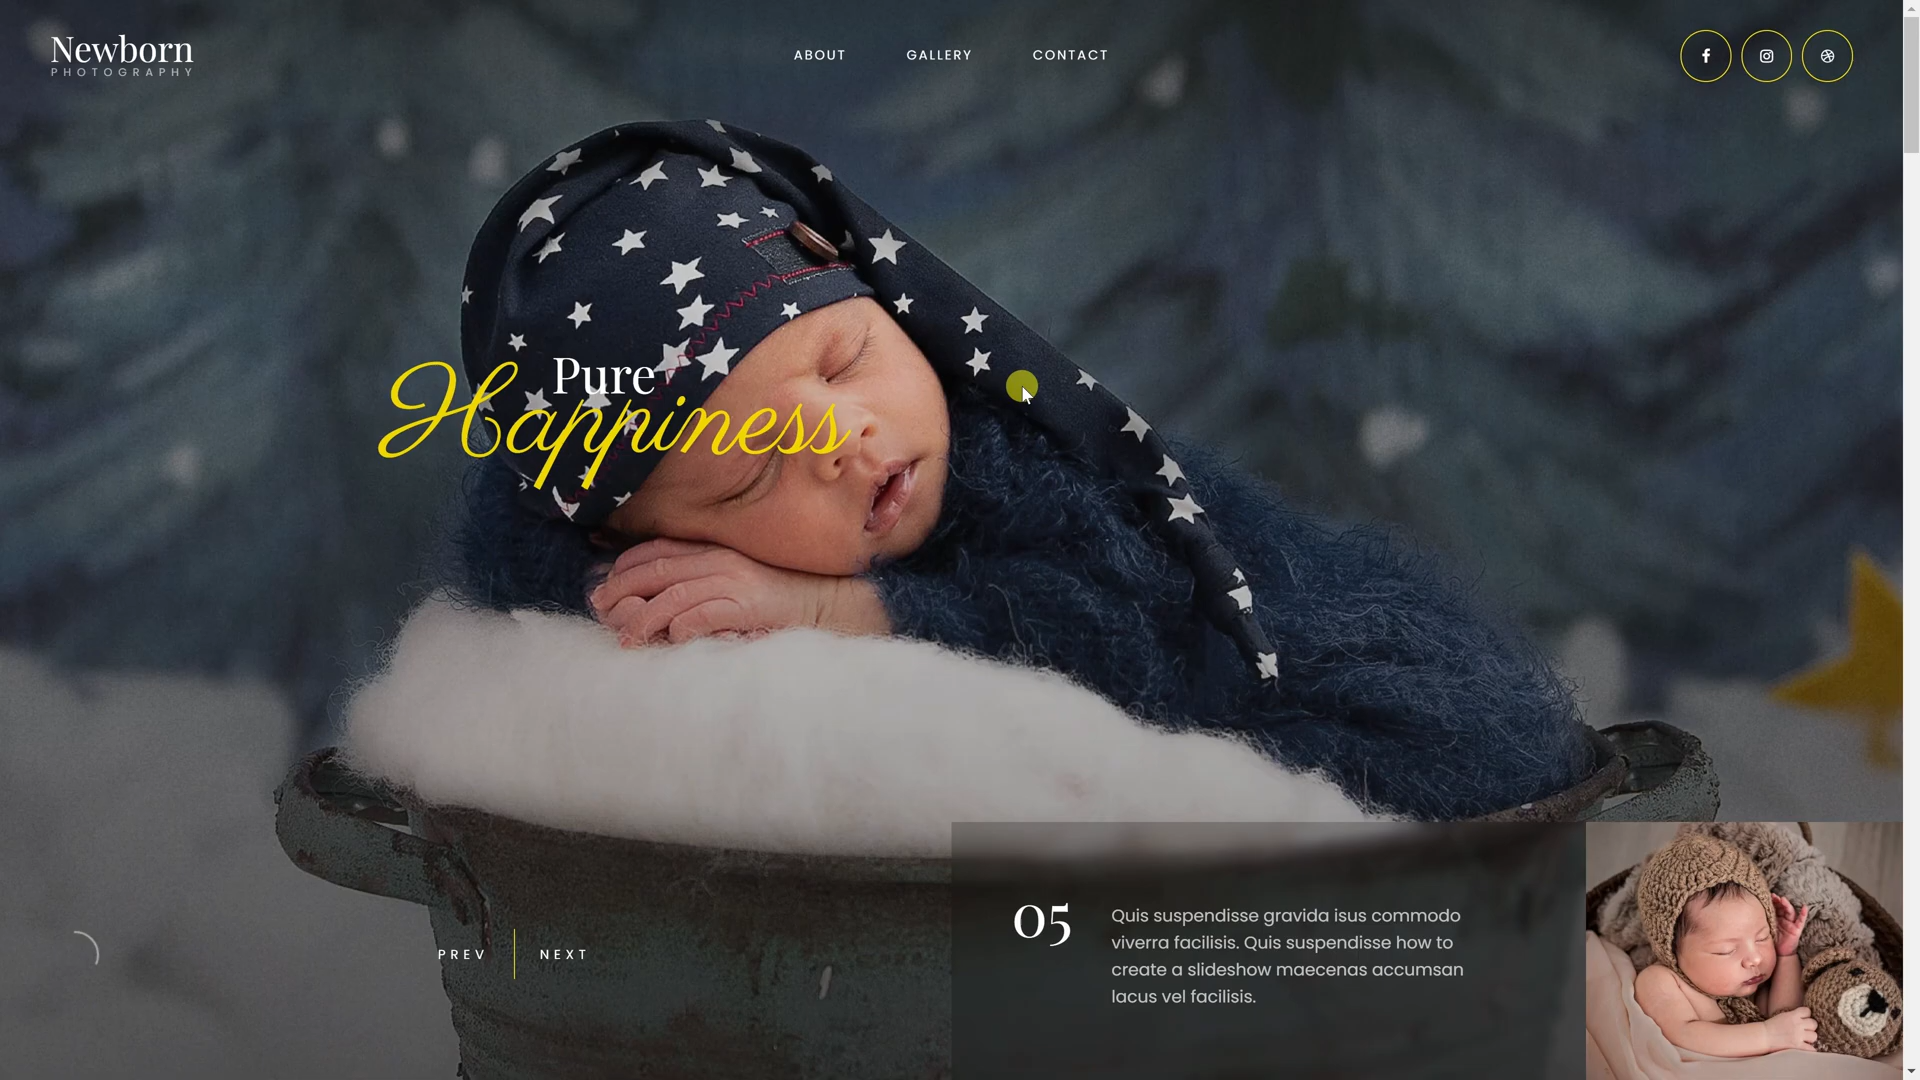 Newborn
PHOTOGRAPHY
ABOUT
GALLERY
CONTACT
Pure
Happiness
PREV
NEXT
05
Quis suspendisse gravida isus commodo
viverra facilisis. Quis suspendisse how to
create a slideshow maecenas accumsan
lacus vel facilisis.